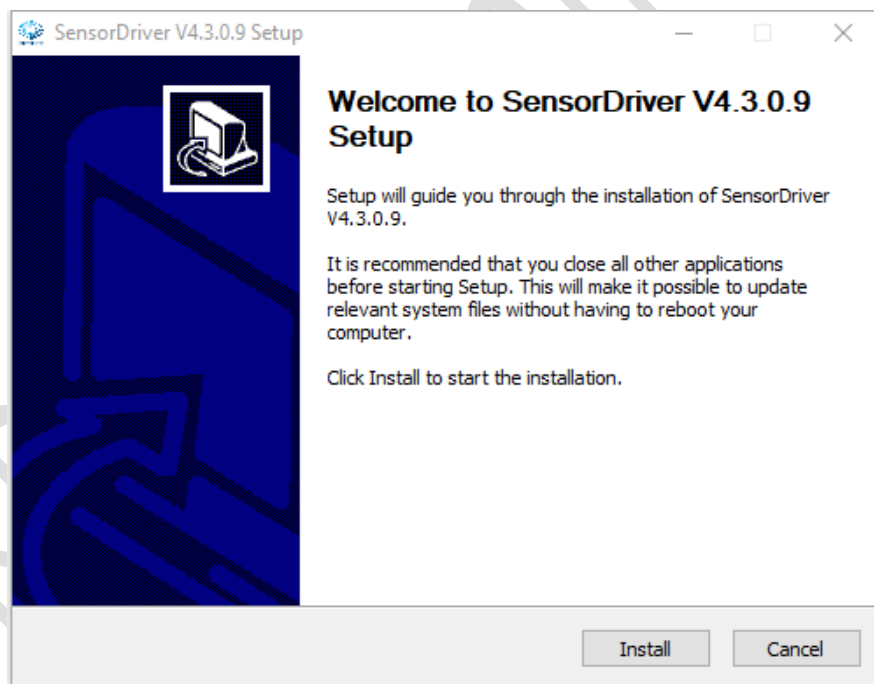 SensorDriver V4.3.0.9 Setup
Welcome to SensorDriver V4.3.0.9
Setup
Setup will guide you through the installation of SensorDriver
V4.3.0.9.
It is recommended that you close all other applications
before starting Setup. This will make it possible to update
relevant system files without having to reboot your
computer.
Click Install to start the installation.
Install
Cancel